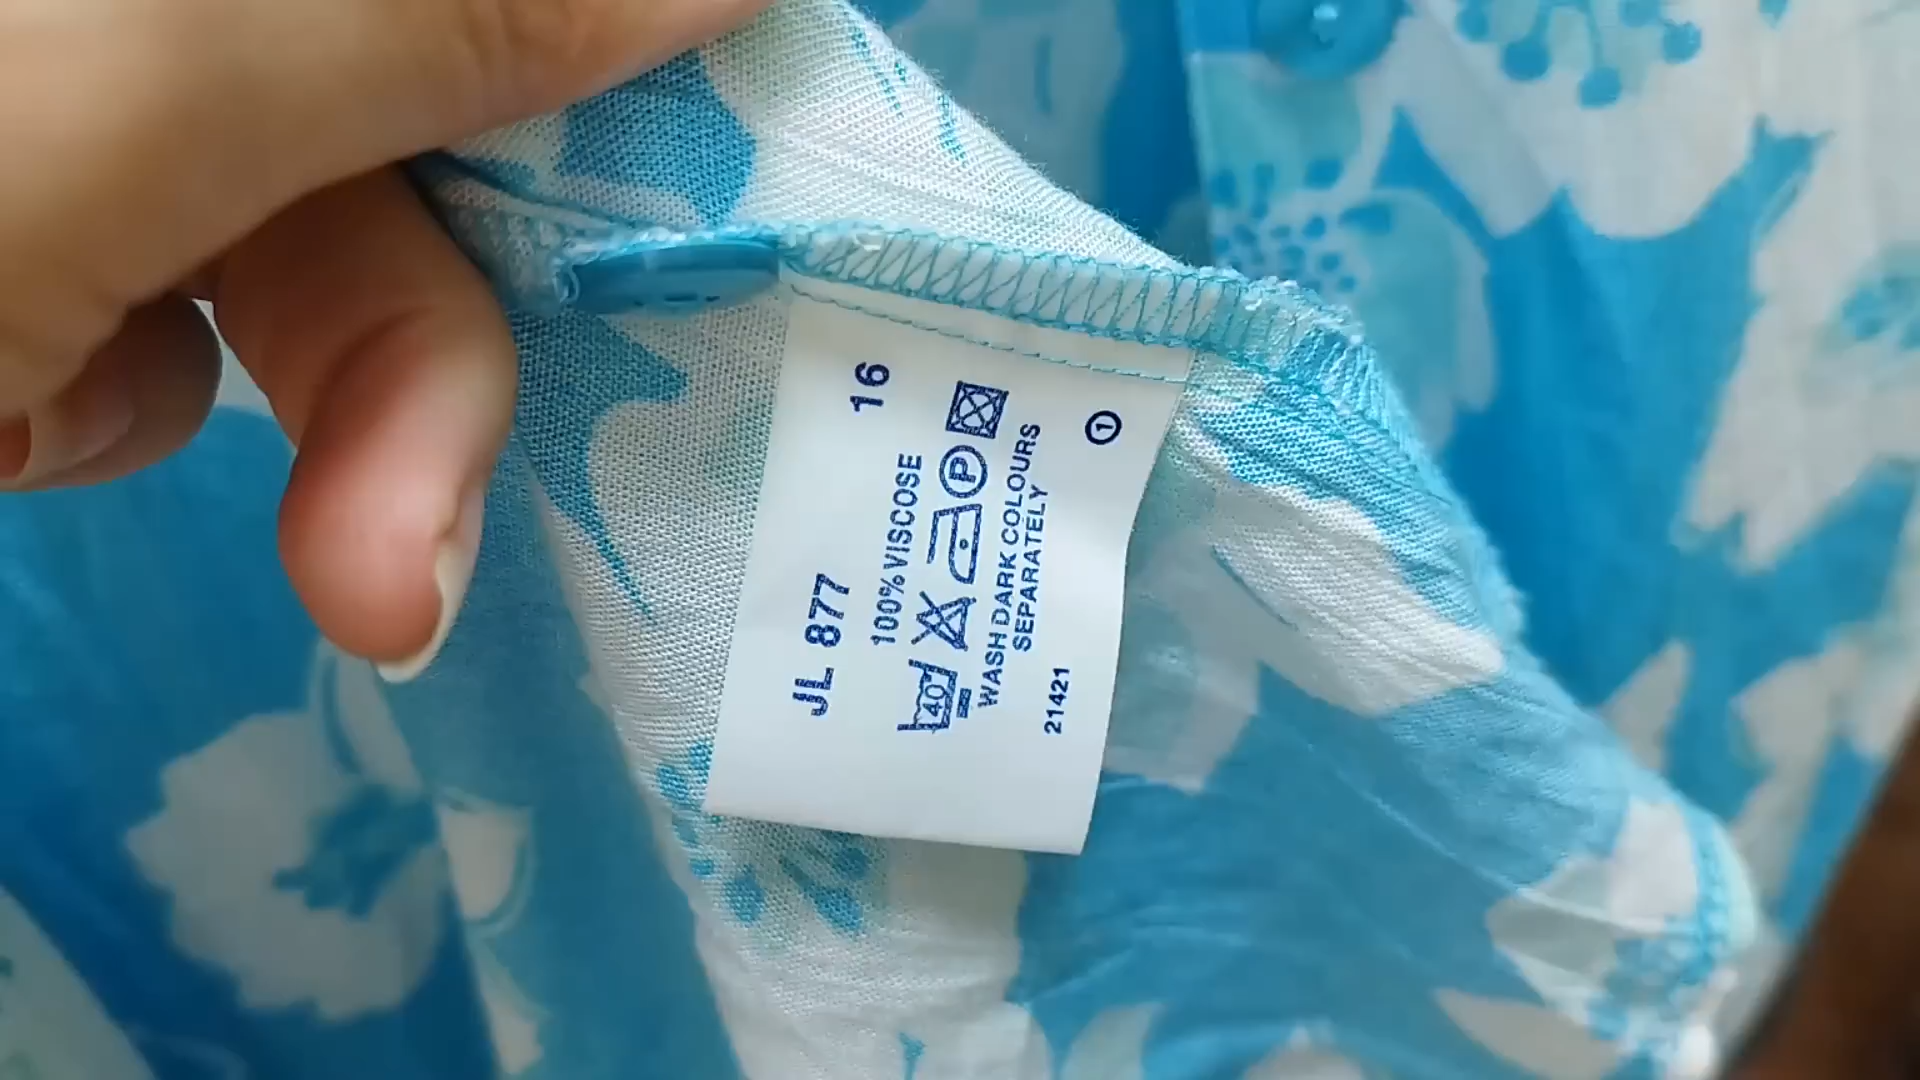 JL 877 16
100% VISCOSE
40 P
WASH DARK COLOURS
SEPARATELY
21421 1